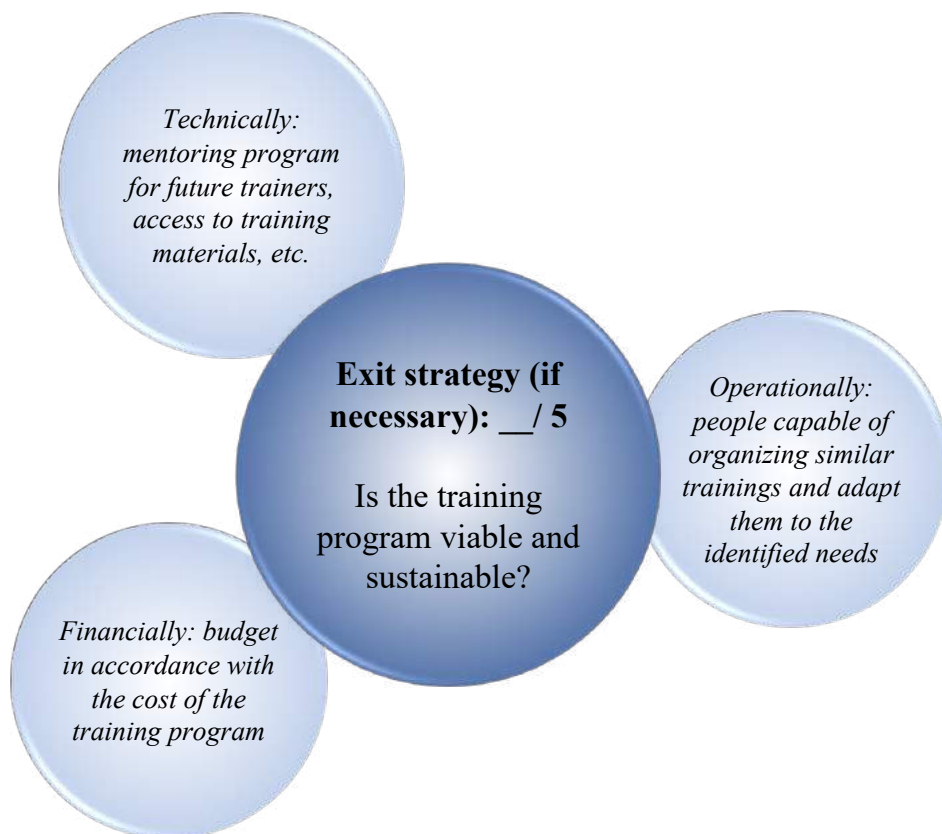 Technically:
mentoring program
for future trainers,
access to training
materials, etc.
Exit strategy (if
necessary): __/ 5
Is the training
program viable and
sustainable?
Operationally:
people capable of
organizing similar
trainings and adapt
them to the
identified needs
Financially: budget
in accordance with
the cost of the
training program